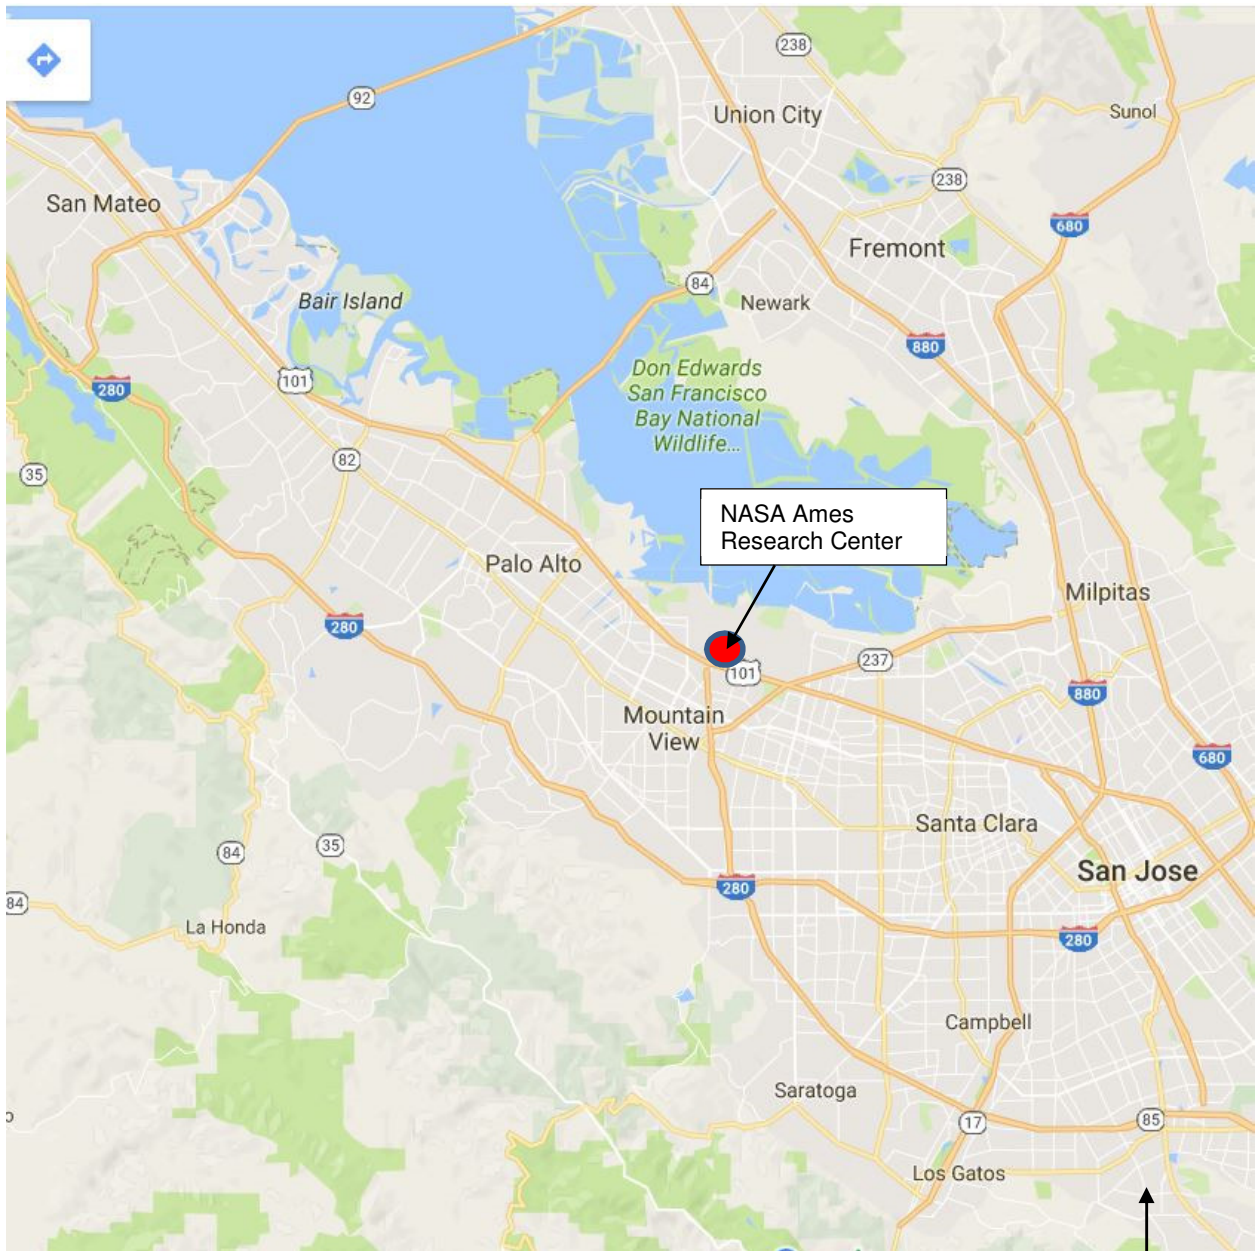 238
92
Union City
Sunol
238
San Mateo
680
Fremont
84
Bair Island
Newark
880
Don Edwards
San Francisco
Bay National
Wildlife...
101
280
82
35
NASA Ames
Research Center
Palo Alto
Milpitas
280
237
101
880
Mountain
View
680
Santa Clara
84
35
San Jose
280
84
La Honda
280
Campbell
Saratoga
17
85
Los Gatos